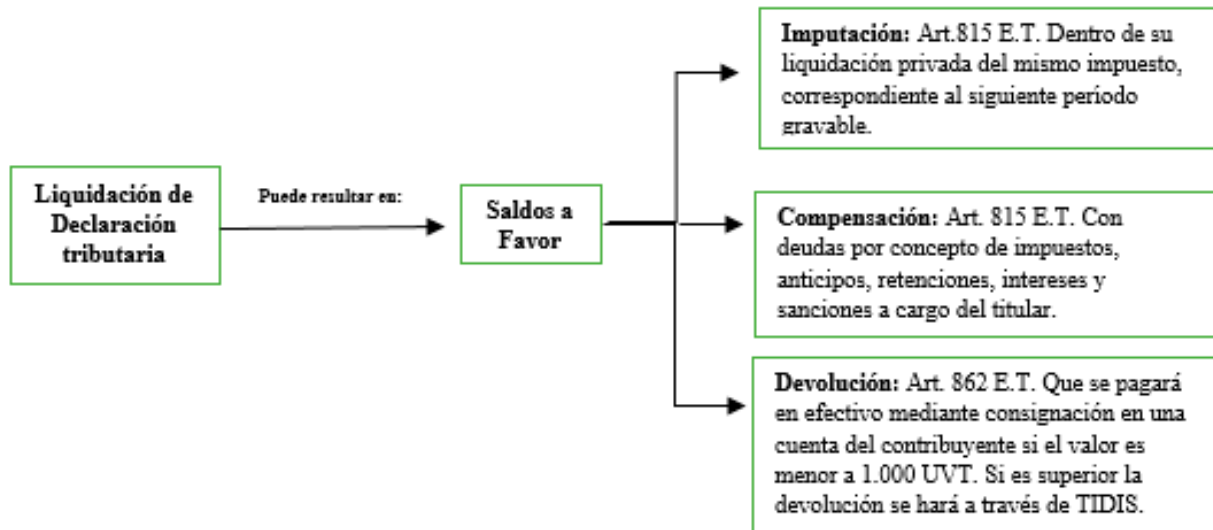 Liquidación de
Declaración
tributaria
Puede resultar en:
Saldos a
Favor
Imputación: Art.815 E.T. Dentro de su
liquidación privada del mismo impuesto,
correspondiente al siguiente período
gravable.
Compensación: Art. 815 E.T. Con
deudas por concepto de impuestos,
anticipos, retenciones, intereses y
sanciones a cargo del titular.
Devolución: Art. 862 E.T. Que se pagará
en efectivo mediante consignación en una
cuenta del contribuyente si el valor es
menor a 1.000 UVT. Si es superior la
devolución se hará a través de TIDIS.